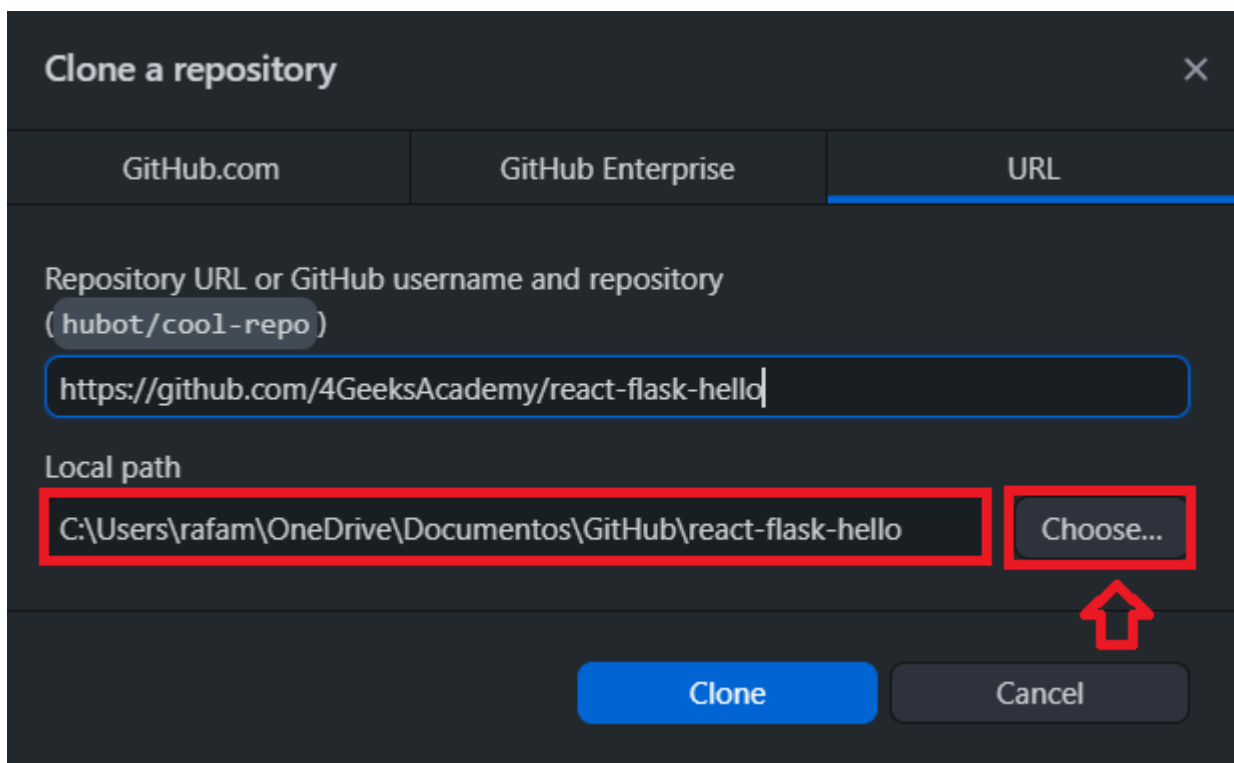 Clone a repository
GitHub.com GitHub Enterprise URL
Repository URL or GitHub username and repository
(hubot/cool-repo)
https://github.com/4GeeksAcademy/react-flask-hello
Local path
C:\Users\rafam\OneDrive\Documentos\GitHub\react-flask-hello Choose...
Clone Cancel